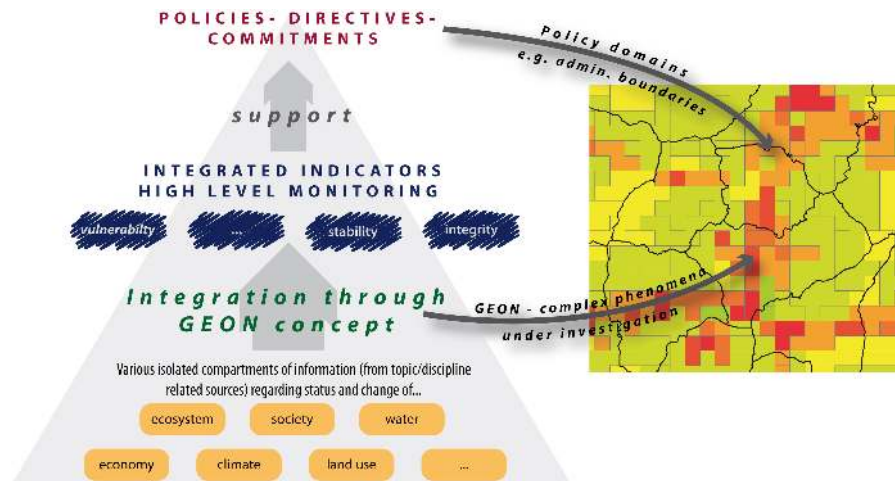 POLICIES- DIRECTIVES-
COMMITMENTS
support
INTEGRATED INDICATORS
HIGH LEVEL MONITORING
vulnerabilty
...
stability
integrity
Integration through
GEON concept
Various isolated compartments of information (from topic/discipline
related sources) regarding status and change of...
ecosystem
society
water
economy
climate
land use
...
Policy domains
e.g. admin. boundaries
GEON - complex phenomena
under investigation